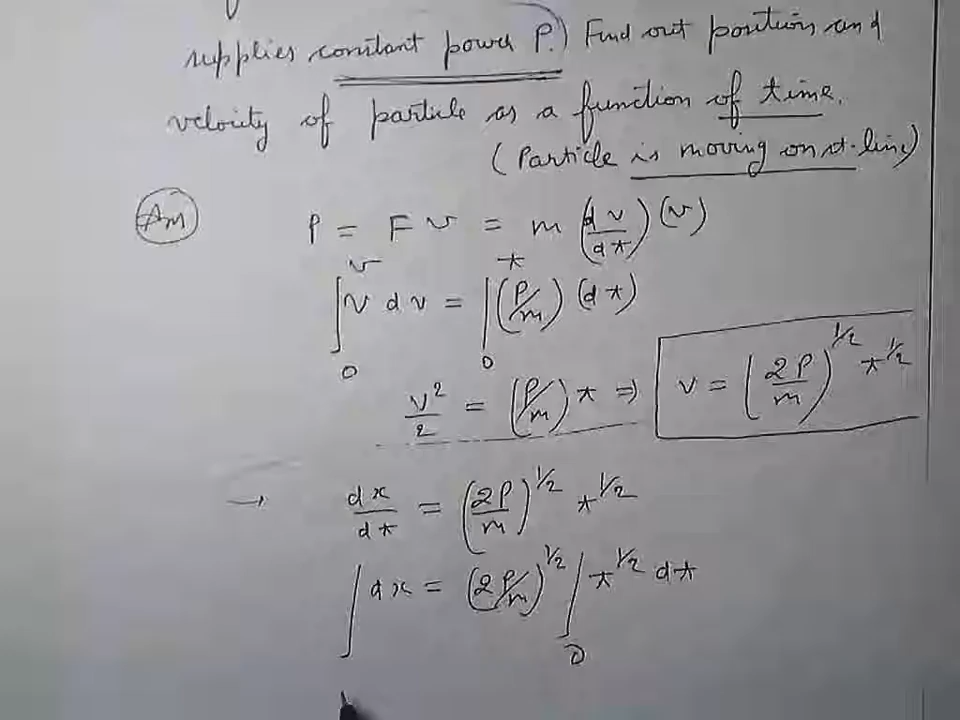 supplies constant power P.) Find out position and
velocity of particle as a function of time.
(Particle is moving on st. line)
Ans
P = F v = m (dv/dt) (v)
∫₀ᵛ v dv = ∫₀ᵗ (P/m) (dt)
v²/2 = (P/m) t ⇒ v = (2P/m)^1/2 t^1/2
→ dx/dt = (2P/m)^1/2 t^1/2
∫ dx = (2P/m)^1/2 ∫₀ t^1/2 dt